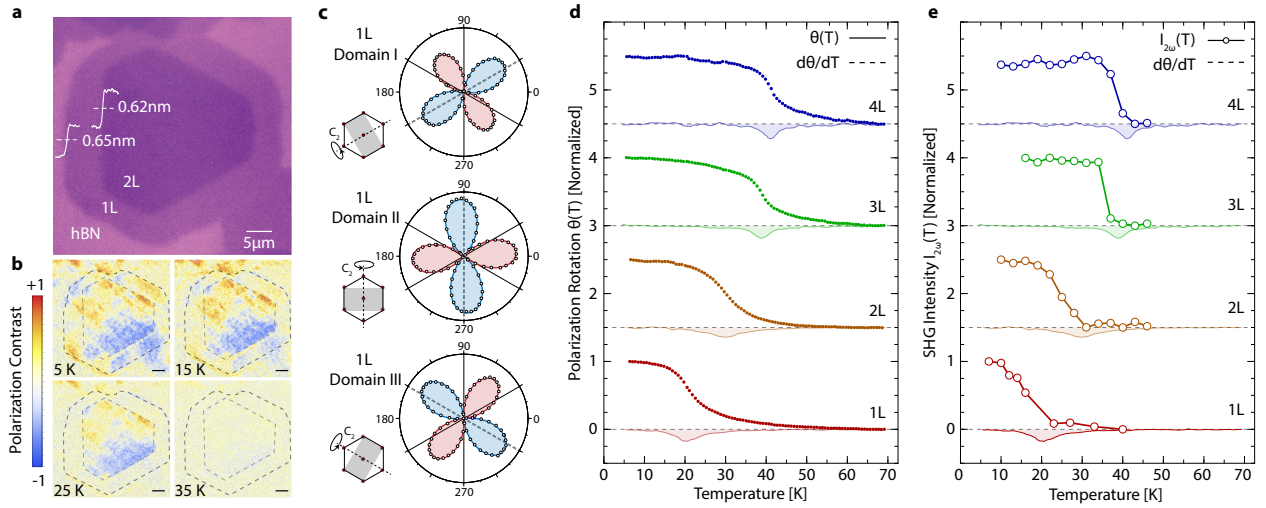 a
0.62nm
0.65nm
2L
1L
hBN
5µm
b
Polarization Contrast
+1
-1
5 K
15 K
25 K
35 K
c
1L
Domain I
90
180
0
270
C2
1L
Domain II
90
180
0
270
C2
1L
Domain III
90
180
0
270
C2
d
θ(T)
dθ/dT
4L
3L
2L
1L
5
4
3
2
1
0
Polarization Rotation θ(T) [Normalized]
0 10 20 30 40 50 60 70
Temperature [K]
e
I2ω(T)
dθ/dT
4L
3L
2L
1L
5
4
3
2
1
0
SHG Intensity I2ω(T) [Normalized]
0 10 20 30 40 50 60 70
Temperature [K]